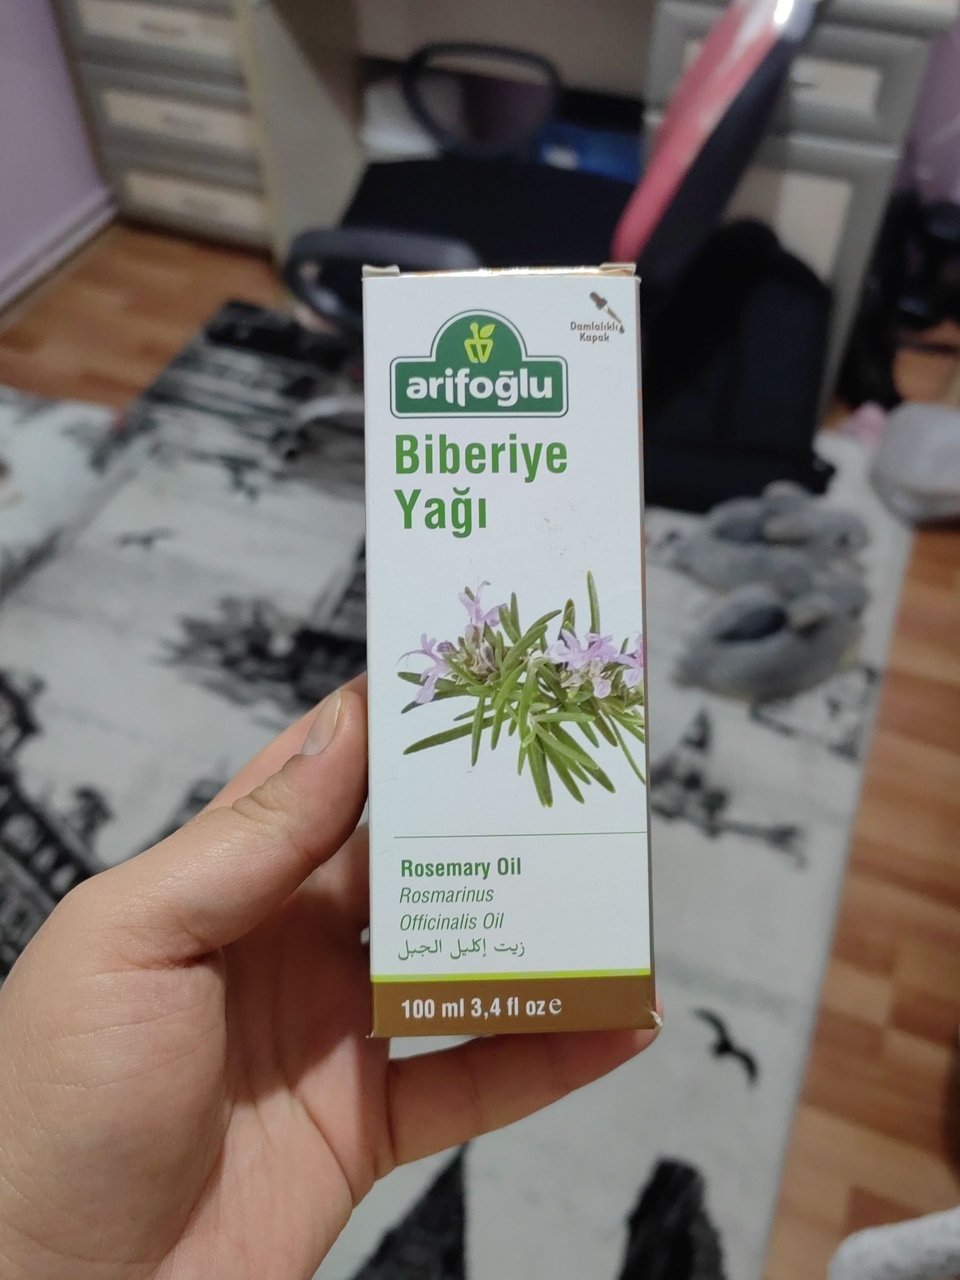 Damlalıklı
Kapak
arifoğlu
Biberiye
Yağı
Rosemary Oil
Rosmarinus
Officinalis Oil
زيت إكليل الجبل
100 ml 3,4 fl oz e